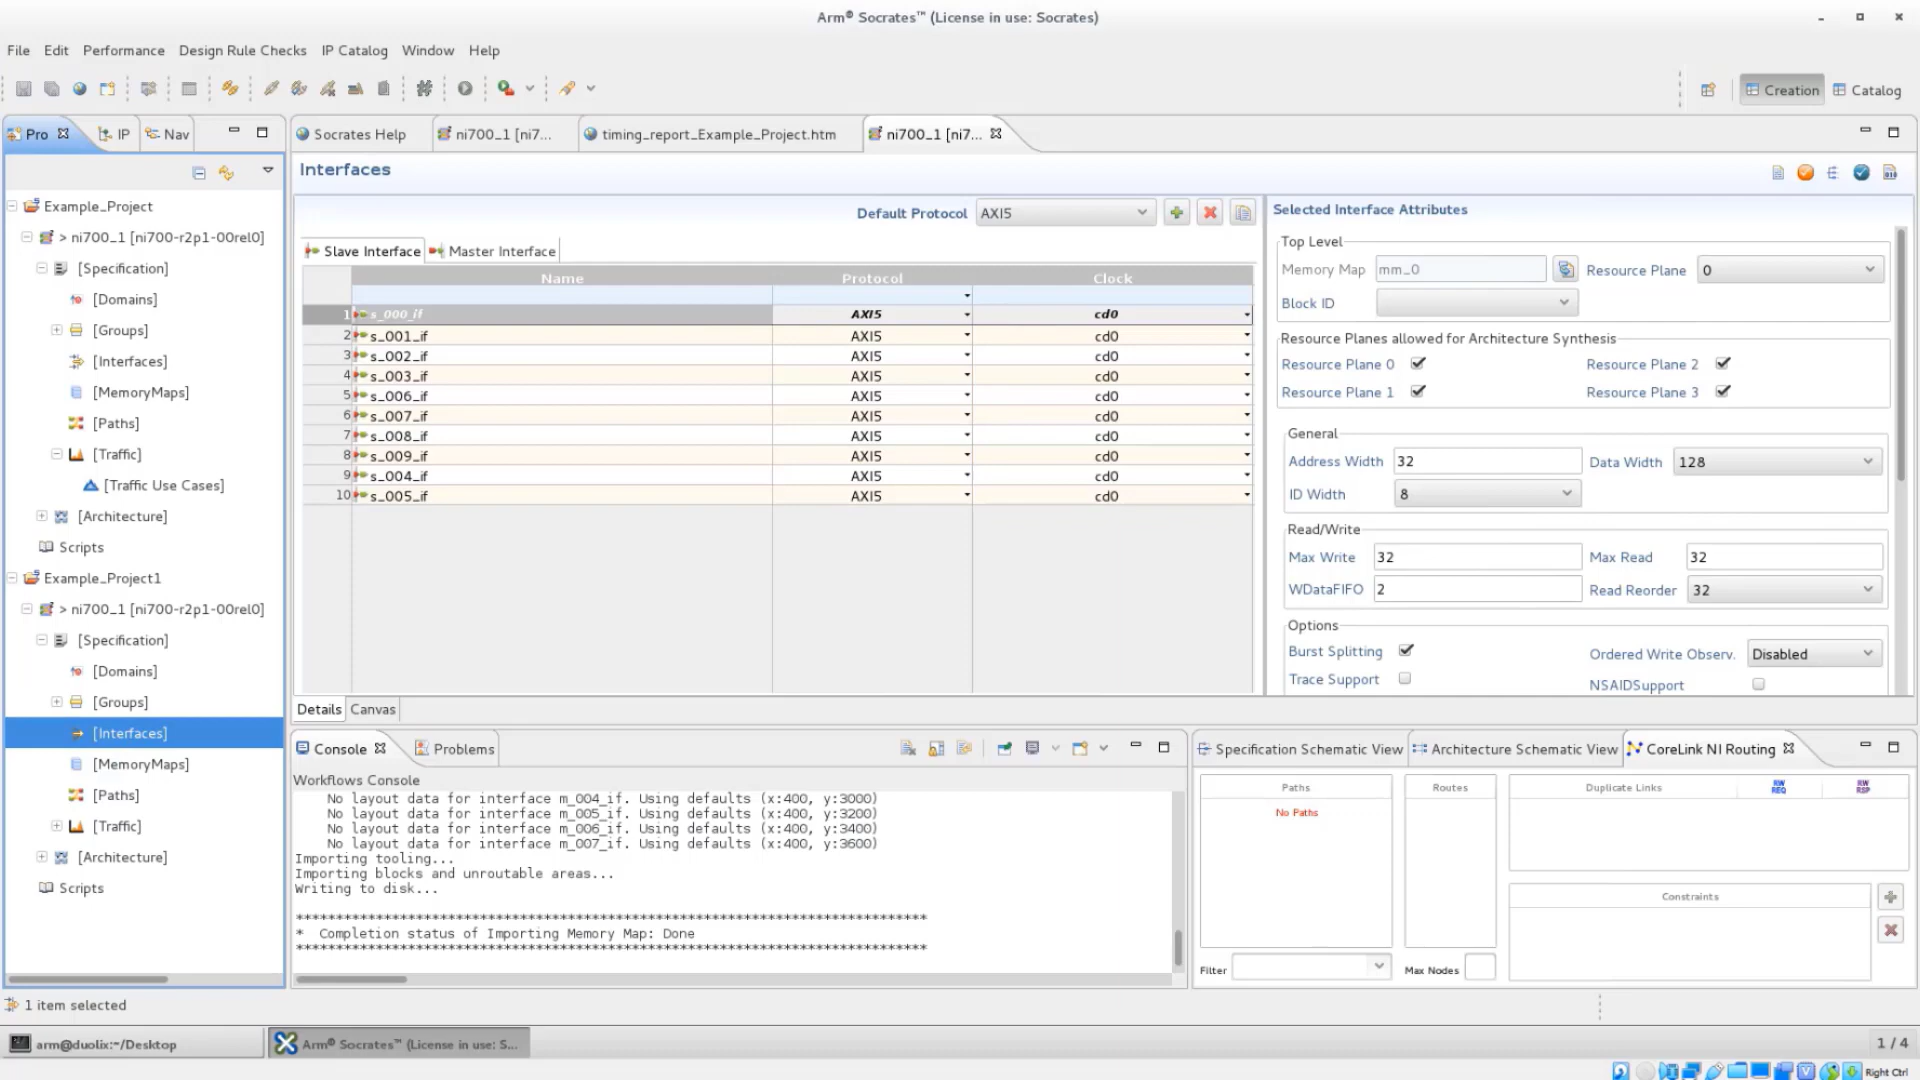 Arm® Socrates™ (License in use: Socrates)
File Edit Performance Design Rule Checks IP Catalog Window Help
Creation Catalog
Pro IP Nav
Socrates Help ni700_1 [ni7... timing_report_Example_Project.htm ni700_1 [ni7...
Example_Project
> ni700_1 [ni700-r2p1-00rel0]
[Specification]
[Domains]
[Groups]
[Interfaces]
[MemoryMaps]
[Paths]
[Traffic]
[Traffic Use Cases]
[Architecture]
Scripts
Example_Project1
> ni700_1 [ni700-r2p1-00rel0]
[Specification]
[Domains]
[Groups]
[Interfaces]
[MemoryMaps]
[Paths]
[Traffic]
[Architecture]
Scripts
Interfaces
Default Protocol AXI5
Slave Interface Master Interface
Name Protocol Clock
1 s_000_if AXI5 cd0
2 s_001_if AXI5 cd0
3 s_002_if AXI5 cd0
4 s_003_if AXI5 cd0
5 s_006_if AXI5 cd0
6 s_007_if AXI5 cd0
7 s_008_if AXI5 cd0
8 s_009_if AXI5 cd0
9 s_004_if AXI5 cd0
10 s_005_if AXI5 cd0
Details Canvas
Selected Interface Attributes
Top Level
Memory Map mm_0 Resource Plane 0
Block ID
Resource Planes allowed for Architecture Synthesis
Resource Plane 0 Resource Plane 2
Resource Plane 1 Resource Plane 3
General
Address Width 32 Data Width 128
ID Width 8
Read/Write
Max Write 32 Max Read 32
WDataFIFO 2 Read Reorder 32
Options
Burst Splitting Ordered Write Observ. Disabled
Trace Support NSAIDSupport
Console Problems
Workflows Console
No layout data for interface m_004_if. Using defaults (x:400, y:3000)
No layout data for interface m_005_if. Using defaults (x:400, y:3200)
No layout data for interface m_006_if. Using defaults (x:400, y:3400)
No layout data for interface m_007_if. Using defaults (x:400, y:3600)
Importing tooling...
Importing blocks and unroutable areas...
Writing to disk...
*******************************************************************************
* Completion status of Importing Memory Map: Done
*******************************************************************************
Specification Schematic View Architecture Schematic View CoreLink NI Routing
Paths Routes Duplicate Links RW REQ RW RSP
No Paths
Constraints
Filter Max Nodes
1 item selected
arm@duolix:~/Desktop Arm® Socrates™ (License in use: S... 1 / 4
Right Ctrl